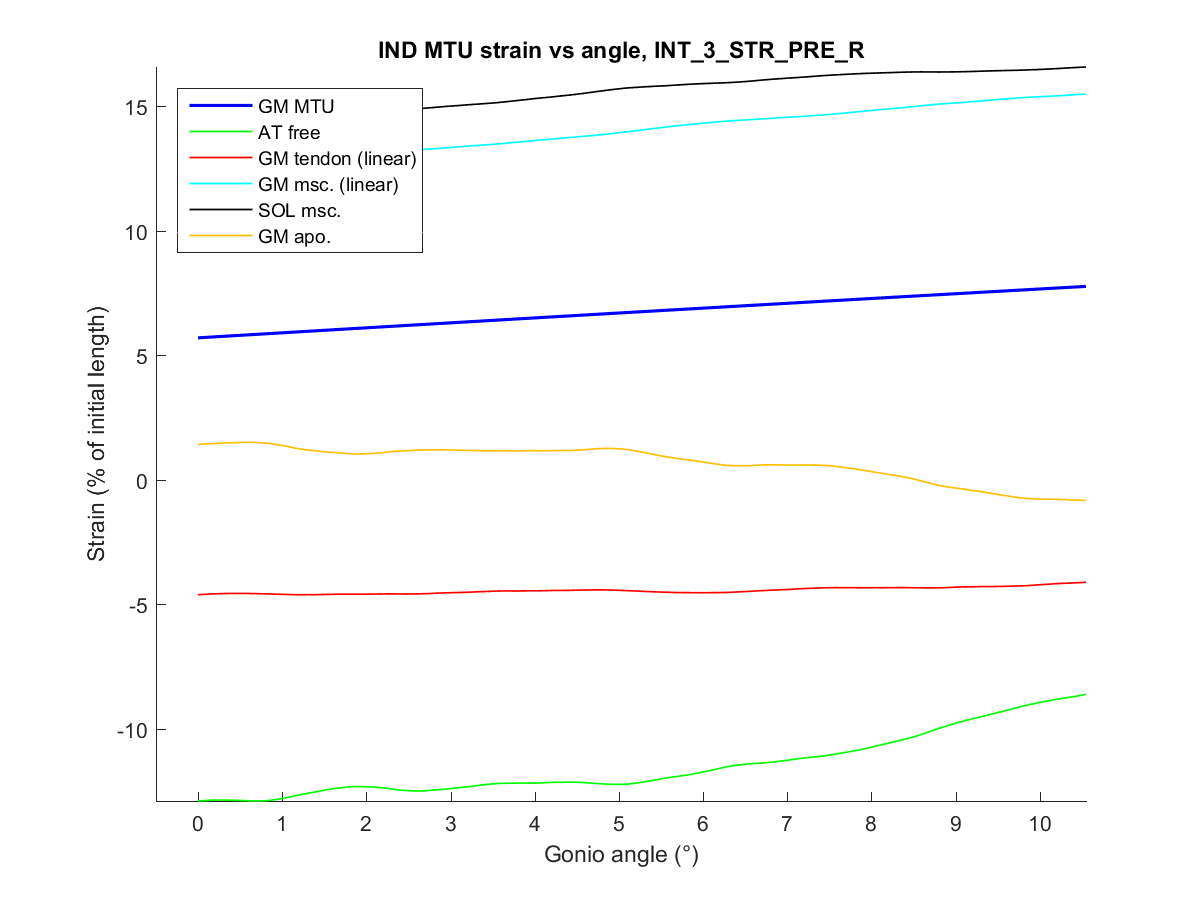 IND MTU strain vs angle, INT_3_STR_PRE_R
GM MTU
AT free
GM tendon (linear)
GM msc. (linear)
SOL msc.
GM apo.
15
10
5
0
-5
-10
Strain (% of initial length)
0 1 2 3 4 5 6 7 8 9 10
Gonio angle (°)